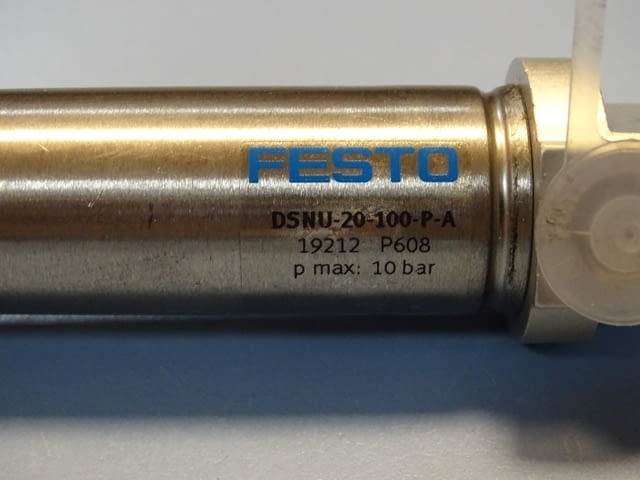 FESTO
DSNU-20-100-P-A
19212 P608
p max: 10 bar